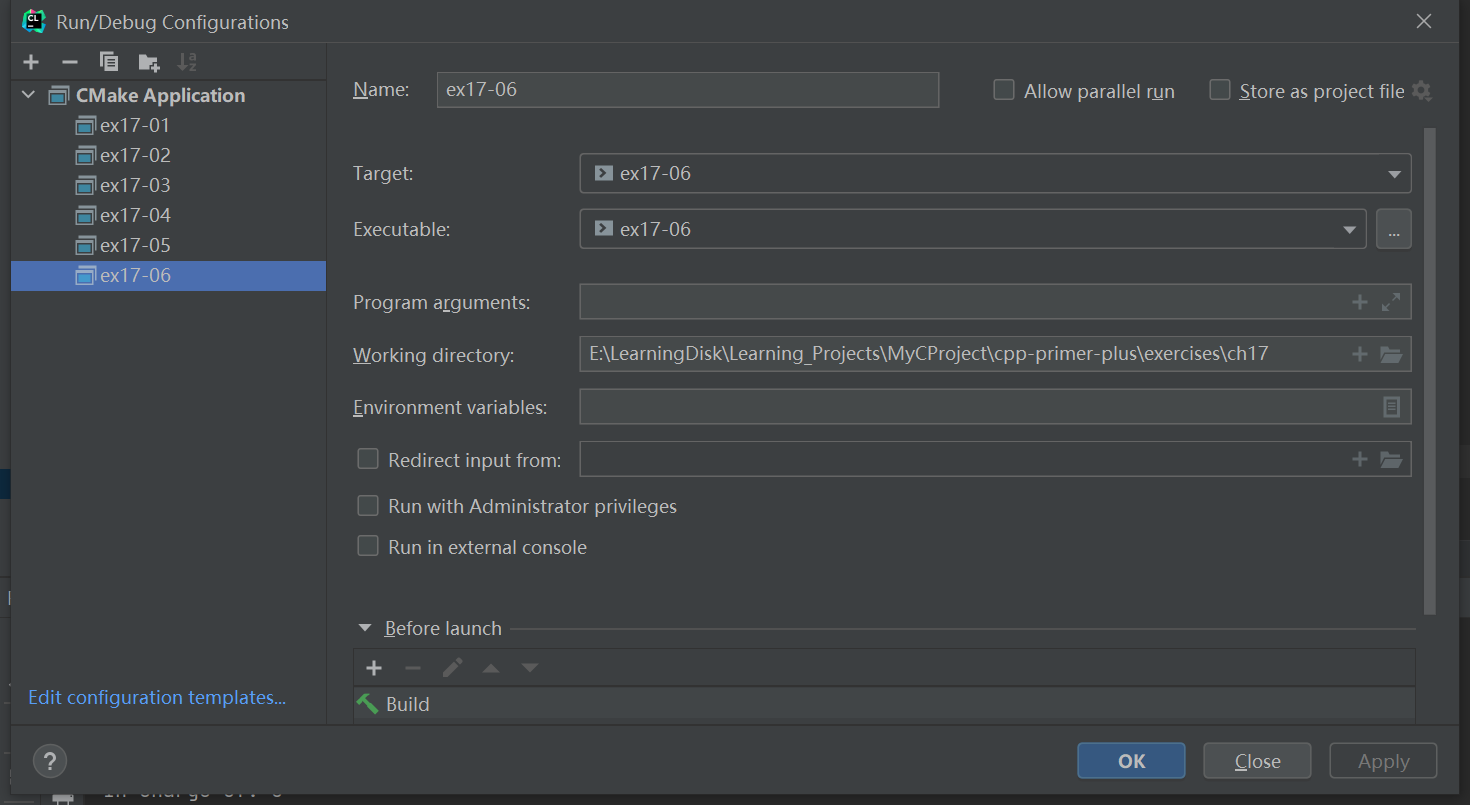 CL
Run/Debug Configurations
CMake Application
ex17-01
ex17-02
ex17-03
ex17-04
ex17-05
ex17-06
Edit configuration templates...
Name: ex17-06
Allow parallel run
Store as project file
Target: ex17-06
Executable: ex17-06 ...
Program arguments:
Working directory: E:\LearningDisk\Learning_Projects\MyCProject\cpp-primer-plus\exercises\ch17
Environment variables:
Redirect input from:
Run with Administrator privileges
Run in external console
Before launch
Build
? OK Close Apply